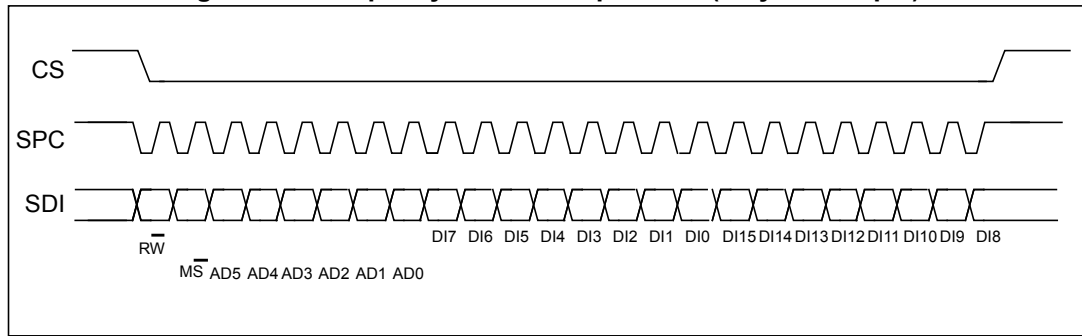 CS
SPC
SDI
DI7 DI6 DI5 DI4 DI3 DI2 DI1 DI0 DI15 DI14 DI13 DI12 DI11 DI10 DI9 DI8
RW
MS AD5 AD4 AD3 AD2 AD1 AD0